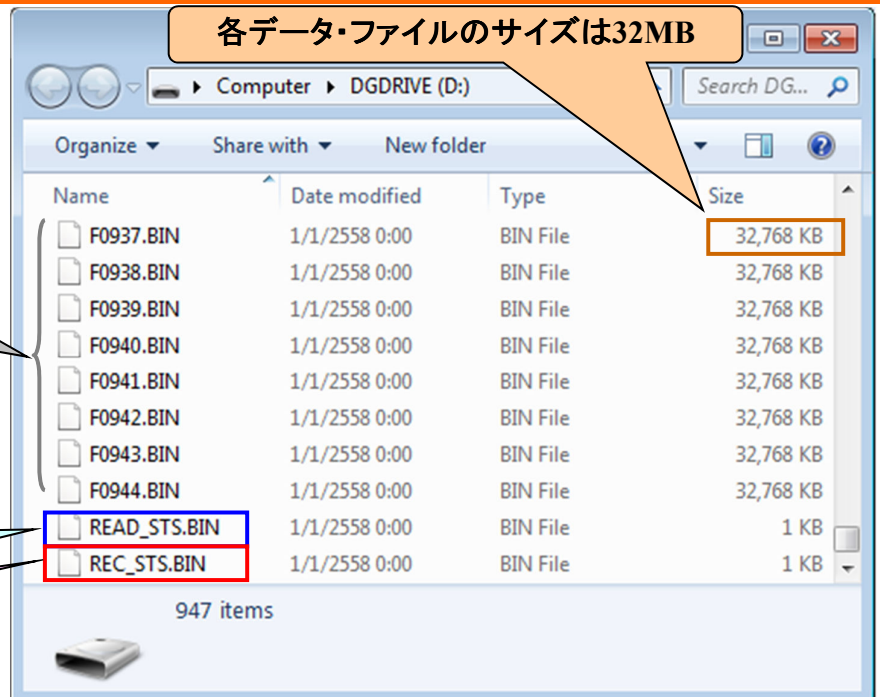 各データ・ファイルのサイズは32MB
Computer ▸ DGDRIVE (D:)
Search DG...
Organize ▾ Share with ▾ New folder
Name Date modified Type Size
F0937.BIN 1/1/2558 0:00 BIN File 32,768 KB
F0938.BIN 1/1/2558 0:00 BIN File 32,768 KB
F0939.BIN 1/1/2558 0:00 BIN File 32,768 KB
F0940.BIN 1/1/2558 0:00 BIN File 32,768 KB
F0941.BIN 1/1/2558 0:00 BIN File 32,768 KB
F0942.BIN 1/1/2558 0:00 BIN File 32,768 KB
F0943.BIN 1/1/2558 0:00 BIN File 32,768 KB
F0944.BIN 1/1/2558 0:00 BIN File 32,768 KB
READ_STS.BIN 1/1/2558 0:00 BIN File 1 KB
REC_STS.BIN 1/1/2558 0:00 BIN File 1 KB
947 items